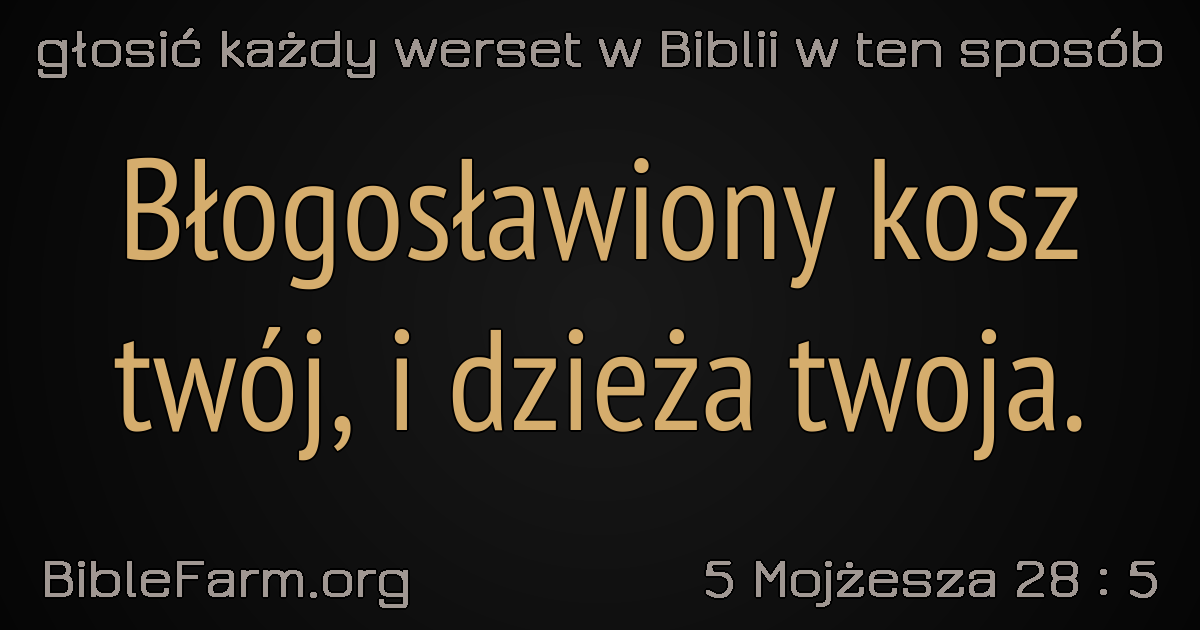 głosić każdy werset w Biblii w ten sposób
Błogosławiony kosz
twój, i dzieża twoja.
BibleFarm.org
5 Mojżesza 28 : 5